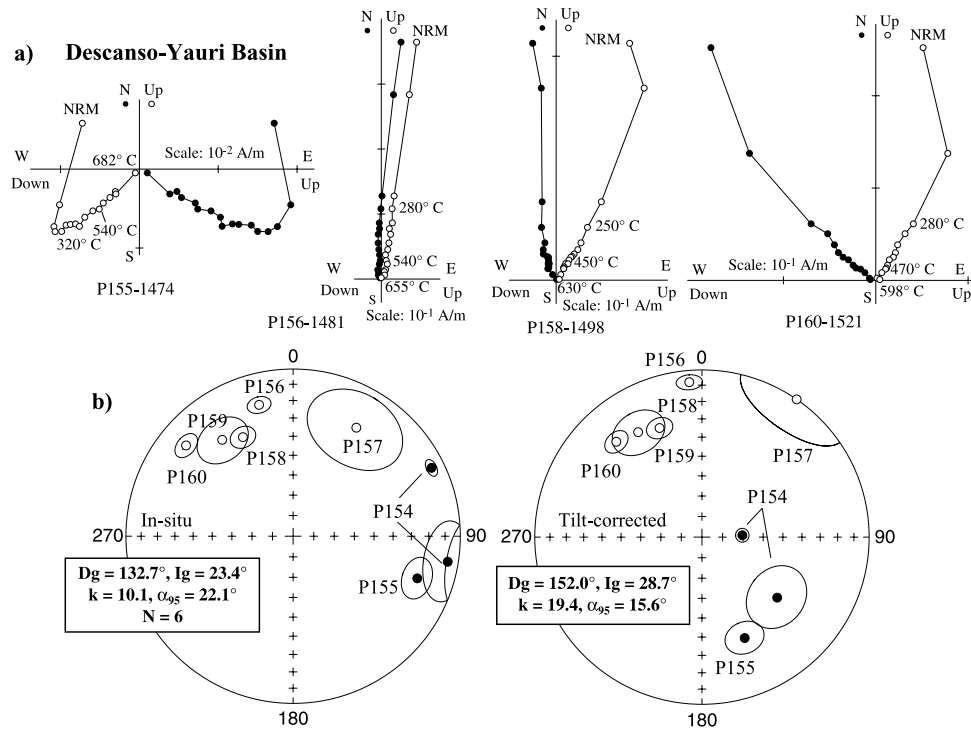 a) Descanso-Yauri Basin
N Up
NRM
W
Down
682° C
Scale: 10-2 A/m
E
Up
540° C
320° C
S
P155-1474
N Up
NRM
280° C
540° C
W
Down
655° C
E
Up
S
Scale: 10-1 A/m
P156-1481
N Up
NRM
250° C
450° C
W
Down
630° C
E
Up
S
Scale: 10-1 A/m
P158-1498
N Up
NRM
280° C
Scale: 10-1 A/m
470° C
W
Down
598° C
E
Up
S
P160-1521
b)
0
P156
P159
P158
P160
P157
P154
270
In-situ
90
P155
180
Dg = 132.7°, Ig = 23.4°
k = 10.1, α95 = 22.1°
N = 6
0
P156
P158
P159
P160
P157
P154
270
Tilt-corrected
90
P155
180
Dg = 152.0°, Ig = 28.7°
k = 19.4, α95 = 15.6°